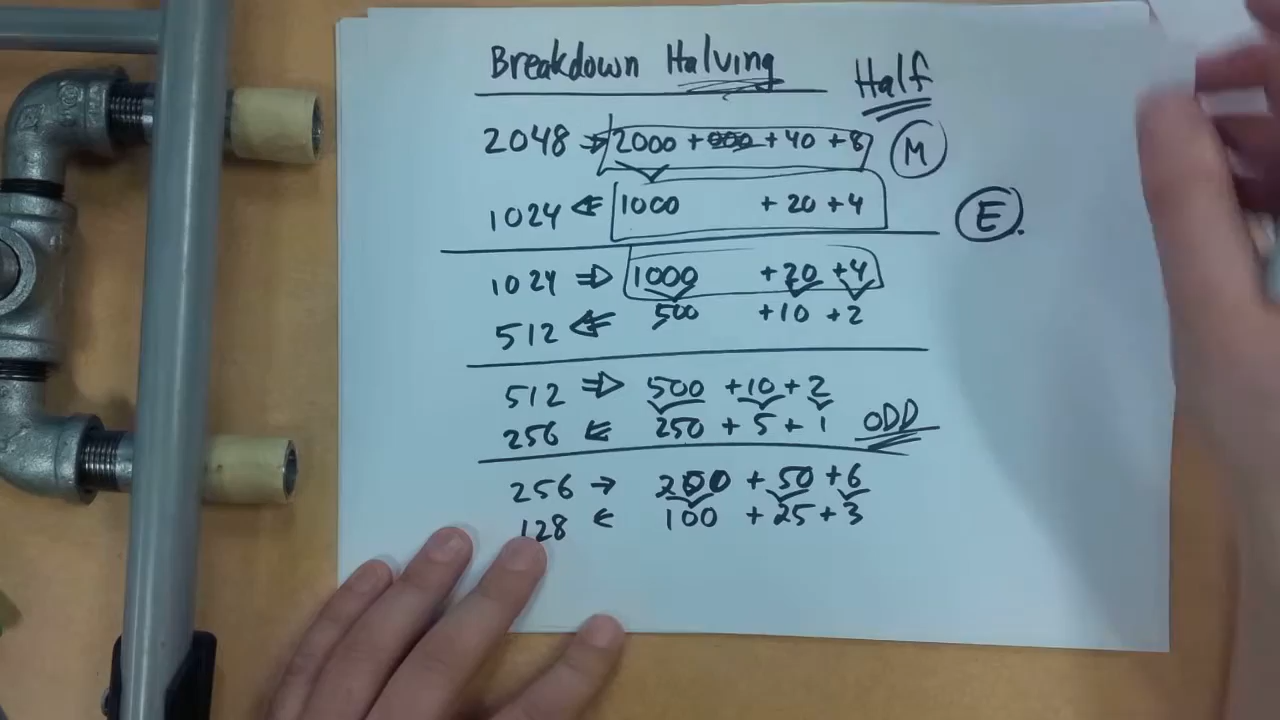 Breakdown Halving Half
2048 ⇒ 2000 + 000 + 40 + 8 M
1024 ⇐ 1000 + 20 + 4 E.
1024 ⇒ 1000 + 20 + 4
512 ⇐ 500 + 10 + 2
512 ⇒ 500 + 10 + 2
256 ⇐ 250 + 5 + 1 ODD
256 → 200 + 50 + 6
128 ← 100 + 25 + 3